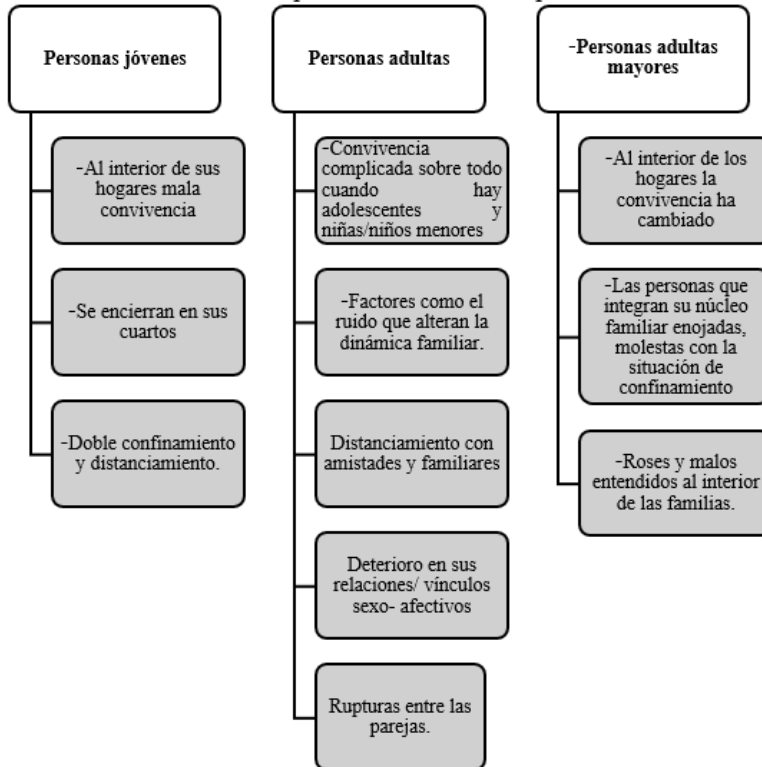 Personas jóvenes
-Al interior de sus
hogares mala
convivencia
-Se encierran en sus
cuartos
-Doble confinamiento
y distanciamiento.
Personas adultas
-Convivencia
complicada sobre todo
cuando hay
adolescentes y
niñas/niños menores
-Factores como el
ruido que alteran la
dinámica familiar.
Distanciamiento con
amistades y familiares
Deterioro en sus
relaciones/ vínculos
sexo- afectivos
Rupturas entre las
parejas.
-Personas adultas
mayores
-Al interior de los
hogares la
convivencia ha
cambiado
-Las personas que
integran su núcleo
familiar enojadas,
molestas con la
situación de
confinamiento
-Roses y malos
entendidos al interior
de las familias.